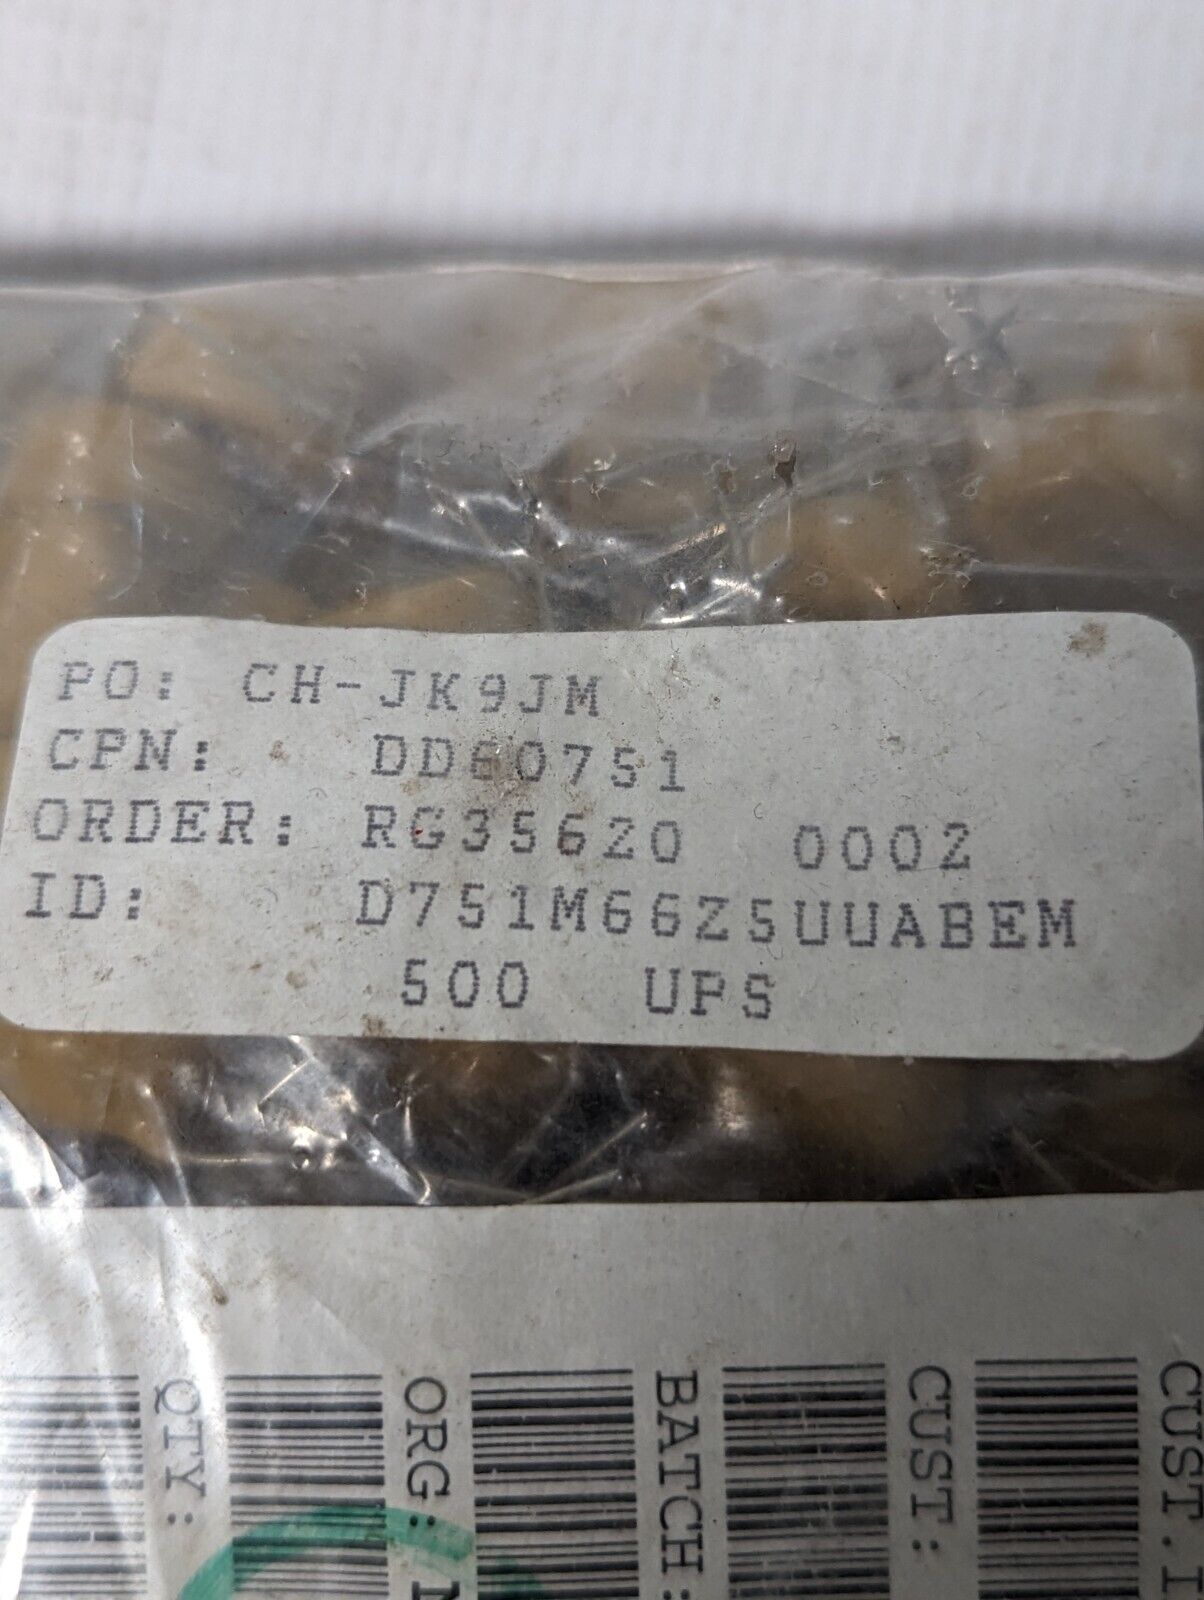 PO: CH-JK9JM
CPN: DD60751
ORDER: RG35620 0002
ID: D751M66Z5UUABEM
500 UPS
QTY:
ORG
BATCH:
CUST:
CUST.I